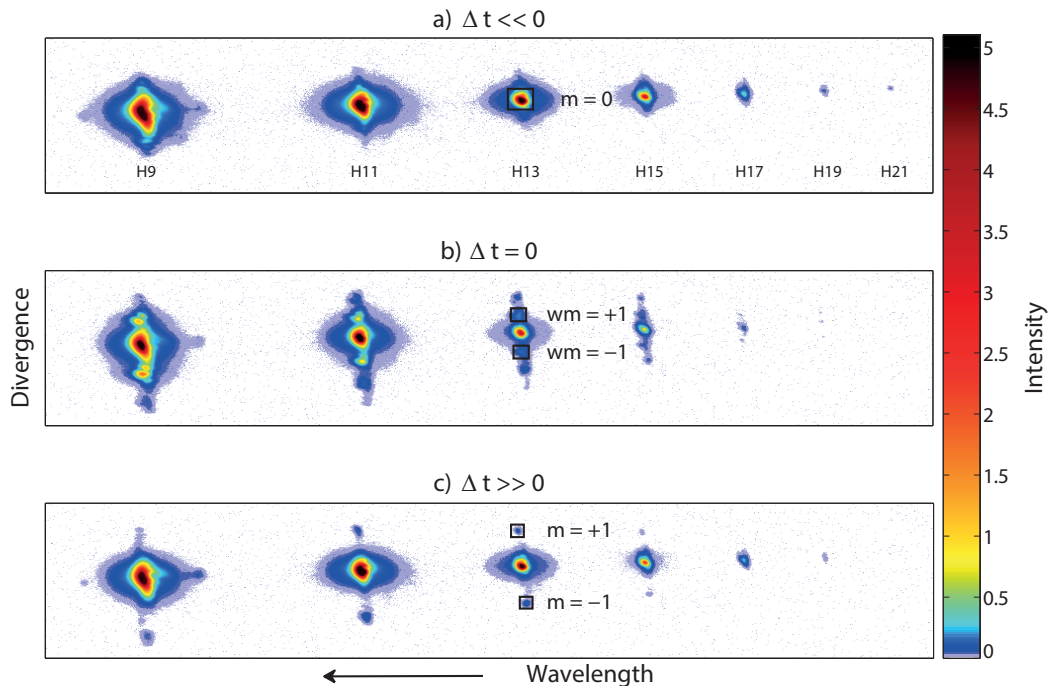 a) Δ t << 0
m = 0
H9 H11 H13 H15 H17 H19 H21
b) Δ t = 0
wm = +1
wm = −1
c) Δ t >> 0
m = +1
m = −1
Divergence
Wavelength
5
4.5
4
3.5
3
2.5
2
1.5
1
0.5
0
Intensity